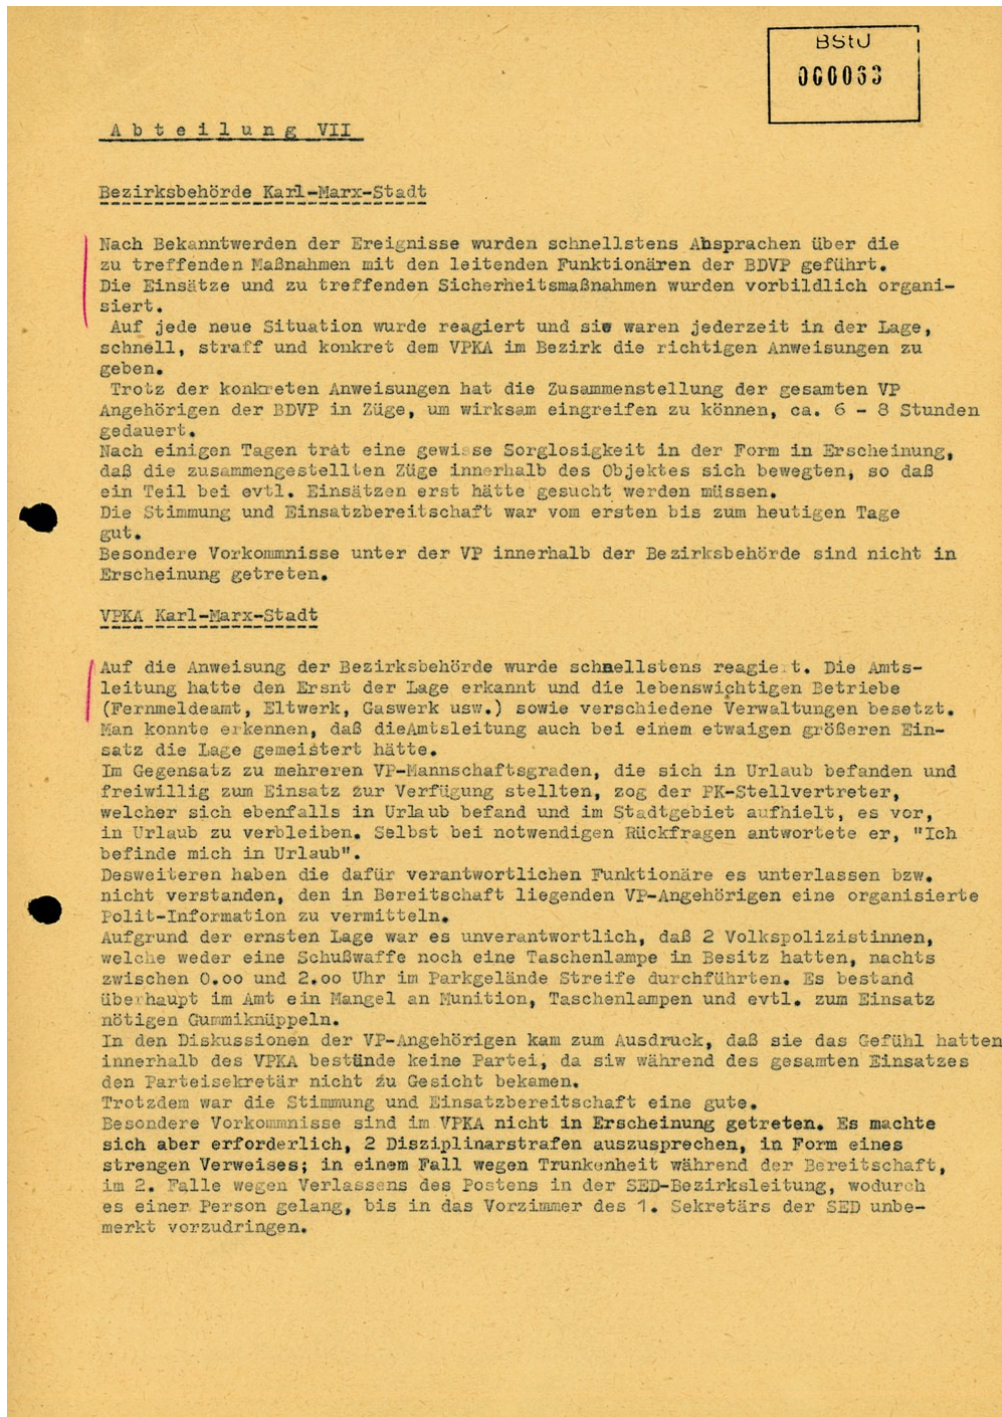 BStU
000033
Abteilung VII
Bezirksbehörde Karl-Marx-Stadt
Nach Bekanntwerden der Ereignisse wurden schnellstens Absprachen über die
zu treffenden Maßnahmen mit den leitenden Funktionären der BDVP geführt.
Die Einsätze und zu treffenden Sicherheitsmaßnahmen wurden vorbildlich organi-
siert.
Auf jede neue Situation wurde reagiert und sie waren jederzeit in der Lage,
schnell, straff und konkret dem VPKA im Bezirk die richtigen Anweisungen zu
geben.
Trotz der konkreten Anweisungen hat die Zusammenstellung der gesamten VP
Angehörigen der BDVP in Züge, um wirksam eingreifen zu können, ca. 6 - 8 Stunden
gedauert.
Nach einigen Tagen trat eine gewisse Sorglosigkeit in der Form in Erscheinung,
daß die zusammengestellten Züge innerhalb des Objektes sich bewegten, so daß
ein Teil bei evtl. Einsätzen erst hätte gesucht werden müssen.
Die Stimmung und Einsatzbereitschaft war vom ersten bis zum heutigen Tage
gut.
Besondere Vorkommnisse unter der VP innerhalb der Bezirksbehörde sind nicht in
Erscheinung getreten.
VPKA Karl-Marx-Stadt
Auf die Anweisung der Bezirksbehörde wurde schnellstens reagiert. Die Amts-
leitung hatte den Ersnt der Lage erkannt und die lebenswichtigen Betriebe
(Fernmeldeamt, Eltwerk, Gaswerk usw.) sowie verschiedene Verwaltungen besetzt.
Man konnte erkennen, daß dieAmtsleitung auch bei einem etwaigen größeren Ein-
satz die Lage gemeistert hätte.
Im Gegensatz zu mehreren VP-Mannschaftsgraden, die sich in Urlaub befanden und
freiwillig zum Einsatz zur Verfügung stellten, zog der PK-Stellvertreter,
welcher sich ebenfalls in Urlaub befand und im Stadtgebiet aufhielt, es vor,
in Urlaub zu verbleiben. Selbst bei notwendigen Rückfragen antwortete er, "Ich
befinde mich in Urlaub".
Desweiteren haben die dafür verantwortlichen Funktionäre es unterlassen bzw.
nicht verstanden, den in Bereitschaft liegenden VP-Angehörigen eine organisierte
Polit-Information zu vermitteln.
Aufgrund der ernsten Lage war es unverantwortlich, daß 2 Volkspolizistinnen,
welche weder eine Schußwaffe noch eine Taschenlampe in Besitz hatten, nachts
zwischen 0.oo und 2.oo Uhr im Parkgelände Streife durchführten. Es bestand
überhaupt im Amt ein Mangel an Munition, Taschenlampen und evtl. zum Einsatz
nötigen Gummiknüppeln.
In den Diskussionen der VP-Angehörigen kam zum Ausdruck, daß sie das Gefühl hatten
innerhalb des VPKA bestünde keine Partei, da siw während des gesamten Einsatzes
den Parteisekretär nicht zu Gesicht bekamen.
Trotzdem war die Stimmung und Einsatzbereitschaft eine gute.
Besondere Vorkommnisse sind im VPKA nicht in Erscheinung getreten. Es machte
sich aber erforderlich, 2 Disziplinarstrafen auszusprechen, in Form eines
strengen Verweises; in einem Fall wegen Trunkenheit während der Bereitschaft,
im 2. Falle wegen Verlassens des Postens in der SED-Bezirksleitung, wodurch
es einer Person gelang, bis in das Vorzimmer des 1. Sekretärs der SED unbe-
merkt vorzudringen.